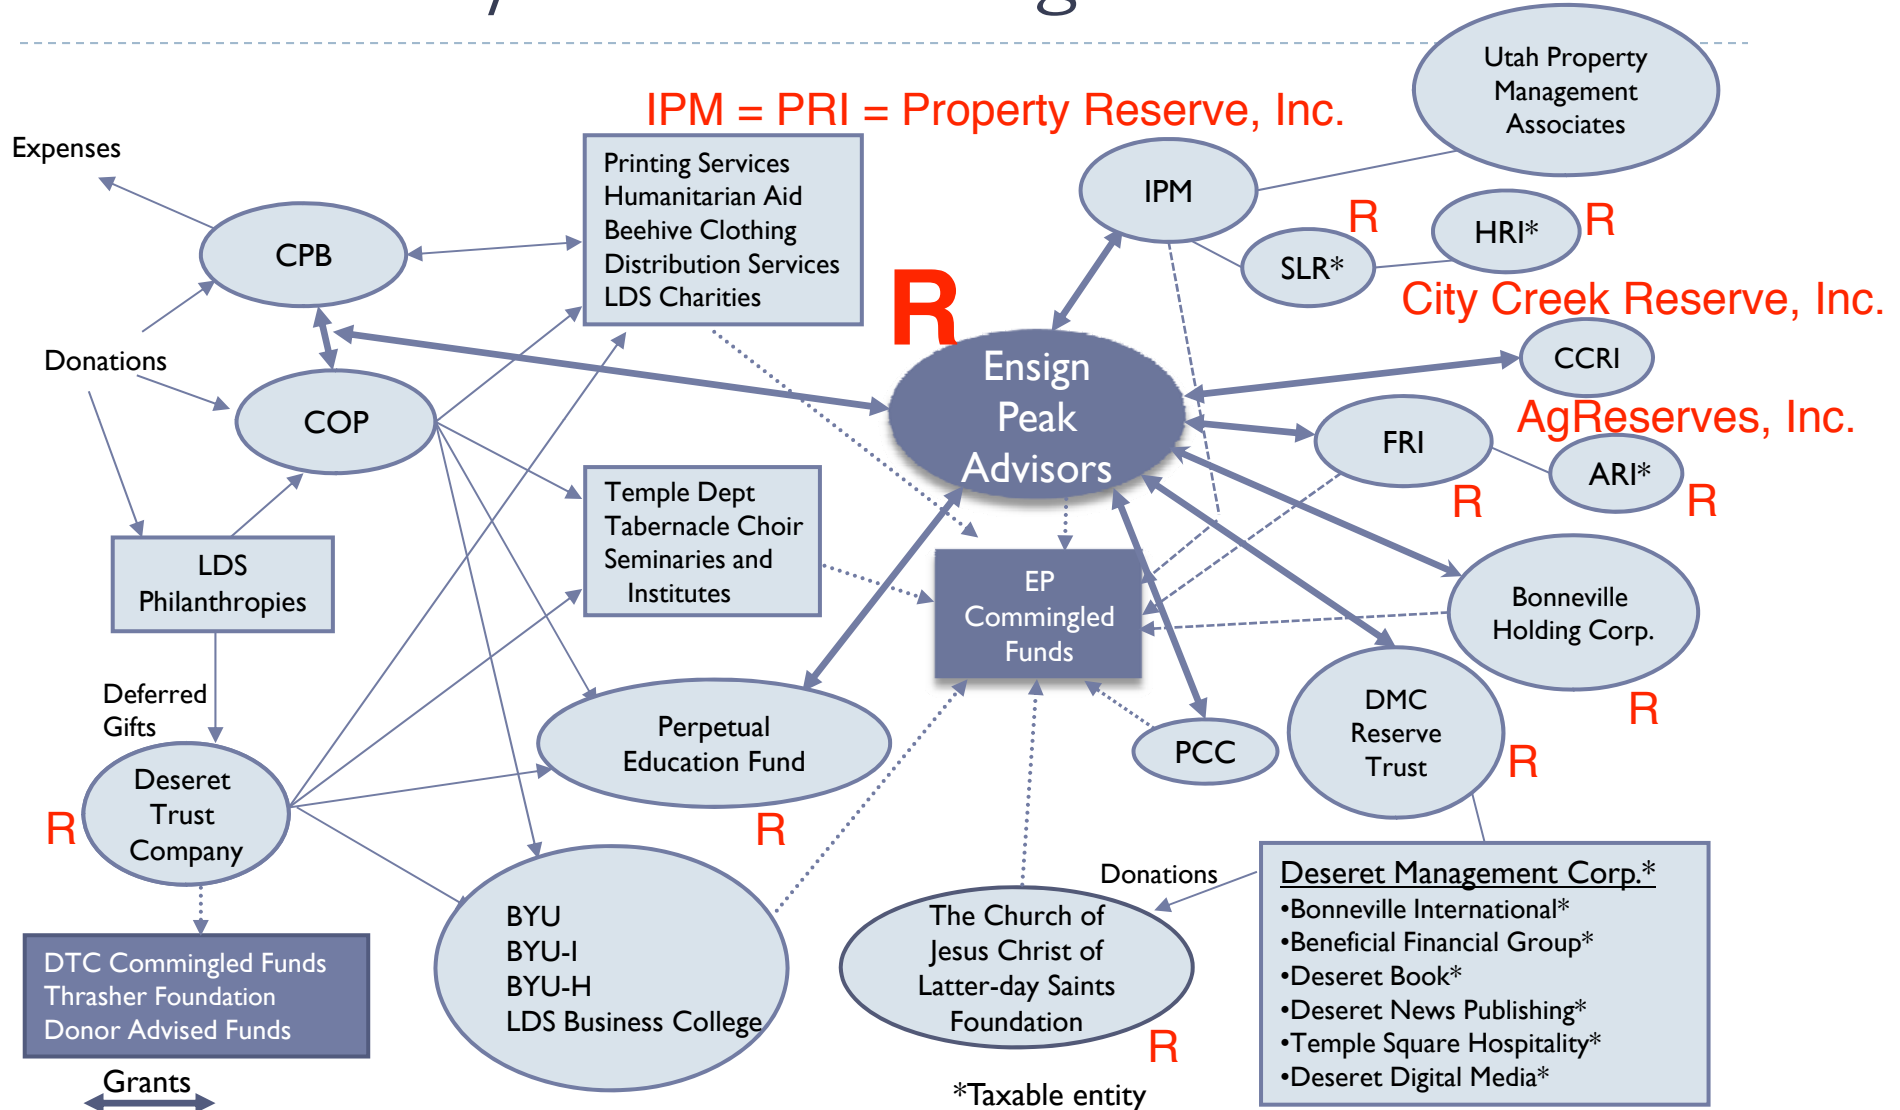 IPM = PRI = Property Reserve, Inc.
Utah Property
Management
Associates
Expenses
Printing Services
Humanitarian Aid
Beehive Clothing
Distribution Services
LDS Charities
IPM
R
HRI*
R
SLR*
CPB
R
City Creek Reserve, Inc.
CCRI
Donations
COP
Ensign
Peak
Advisors
AgReserves, Inc.
FRI
ARI*
R
R
Temple Dept
Tabernacle Choir
Seminaries and
Institutes
LDS
Philanthropies
EP
Commingled
Funds
Bonneville
Holding Corp.
R
Deferred
Gifts
Perpetual
Education Fund
R
PCC
DMC
Reserve
Trust
R
Deseret
Trust
Company
R
Donations
Deseret Management Corp.*
•Bonneville International*
•Beneficial Financial Group*
•Deseret Book*
•Deseret News Publishing*
•Temple Square Hospitality*
•Deseret Digital Media*
BYU
BYU-I
BYU-H
LDS Business College
The Church of
Jesus Christ of
Latter-day Saints
Foundation
R
DTC Commingled Funds
Thrasher Foundation
Donor Advised Funds
Grants
*Taxable entity